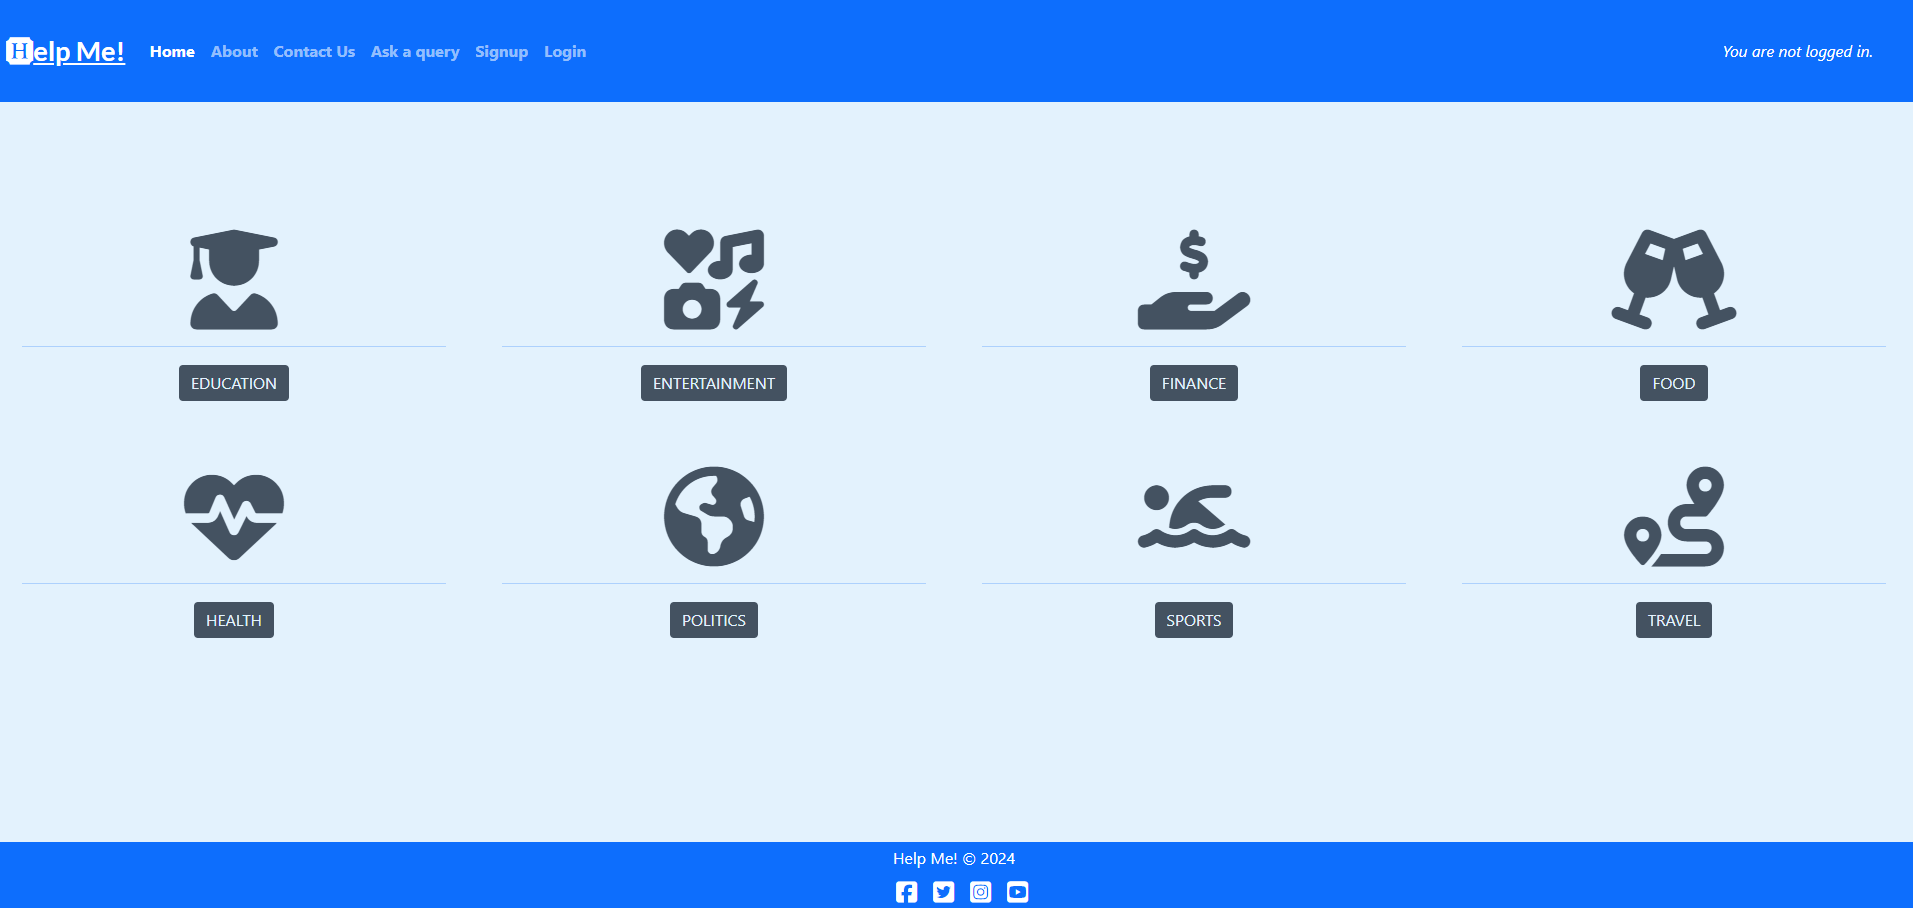 Help Me! Home About Contact Us Ask a query Signup Login You are not logged in.
EDUCATION ENTERTAINMENT FINANCE FOOD
HEALTH POLITICS SPORTS TRAVEL
Help Me! © 2024